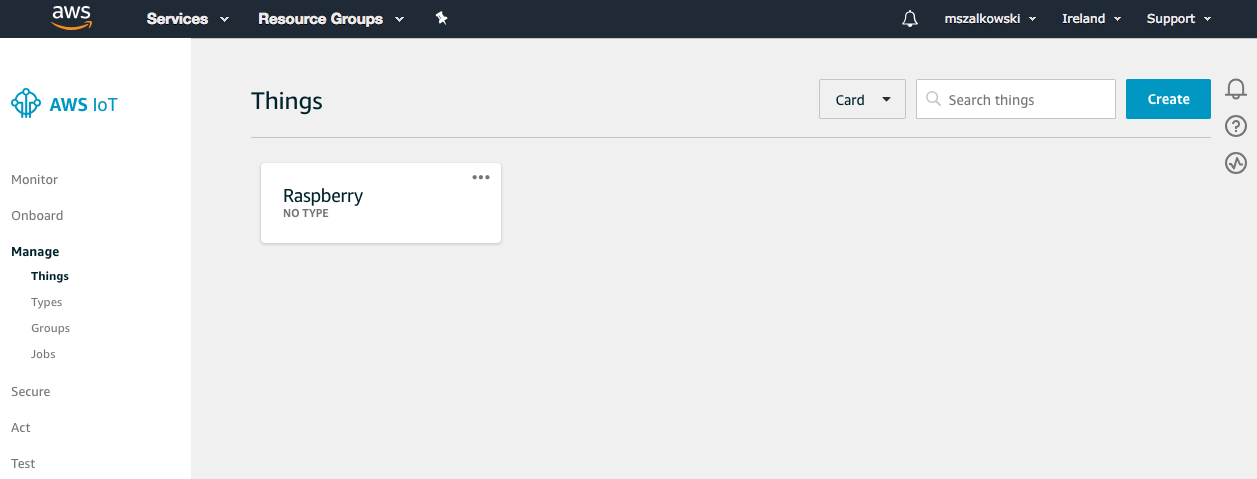 aws Services Resource Groups mszalkowski Ireland Support
AWS IoT
Things Card Search things Create
Monitor
Onboard
Manage
Things
Types
Groups
Jobs
Secure
Act
Test
Raspberry
NO TYPE